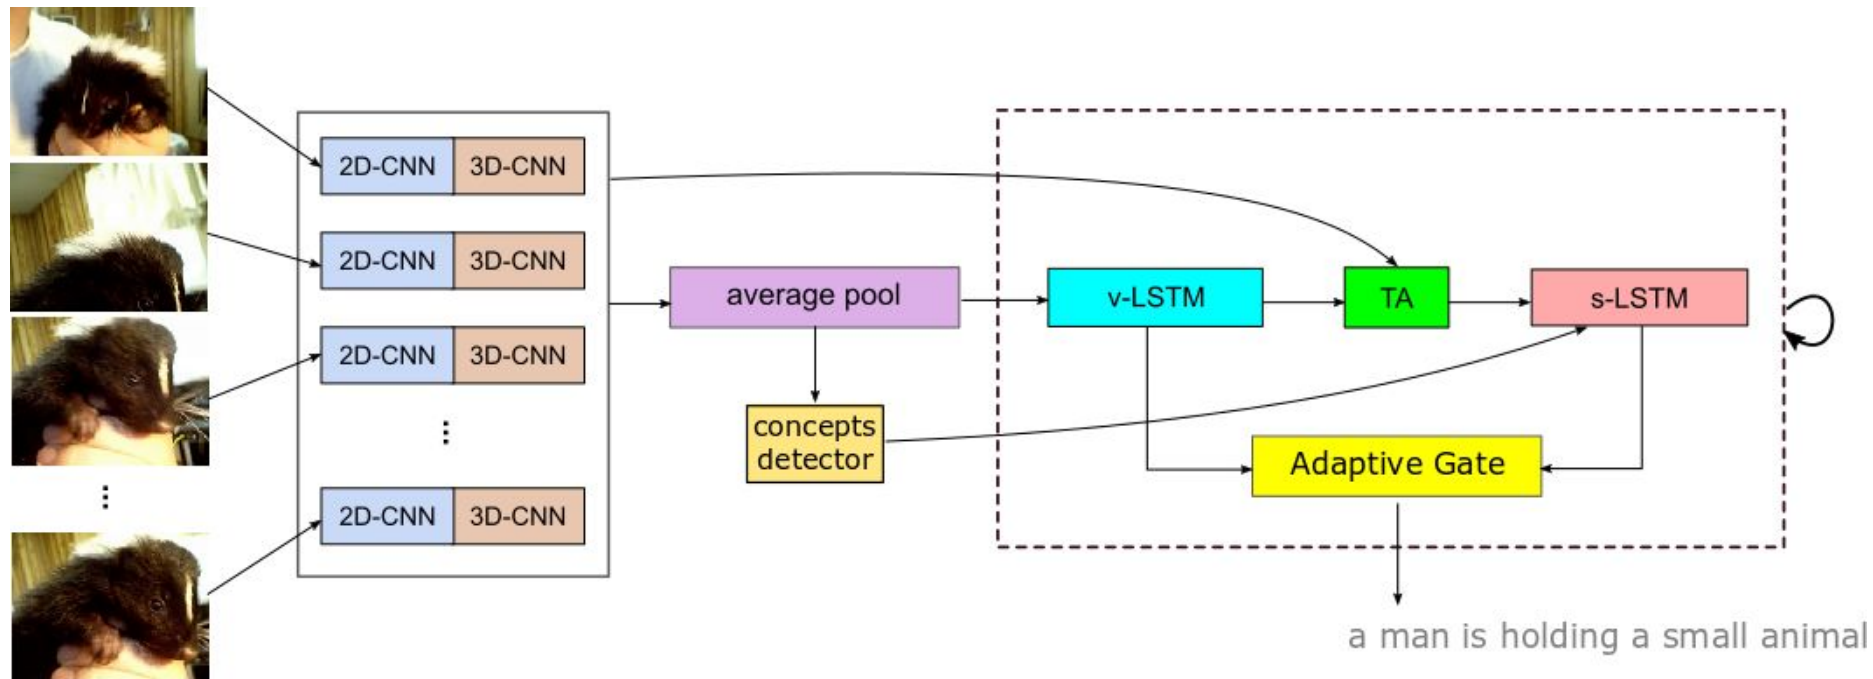 2D-CNN 3D-CNN
2D-CNN 3D-CNN
2D-CNN 3D-CNN
...
...
2D-CNN 3D-CNN
average pool
concepts
detector
v-LSTM
TA
s-LSTM
Adaptive Gate
a man is holding a small animal